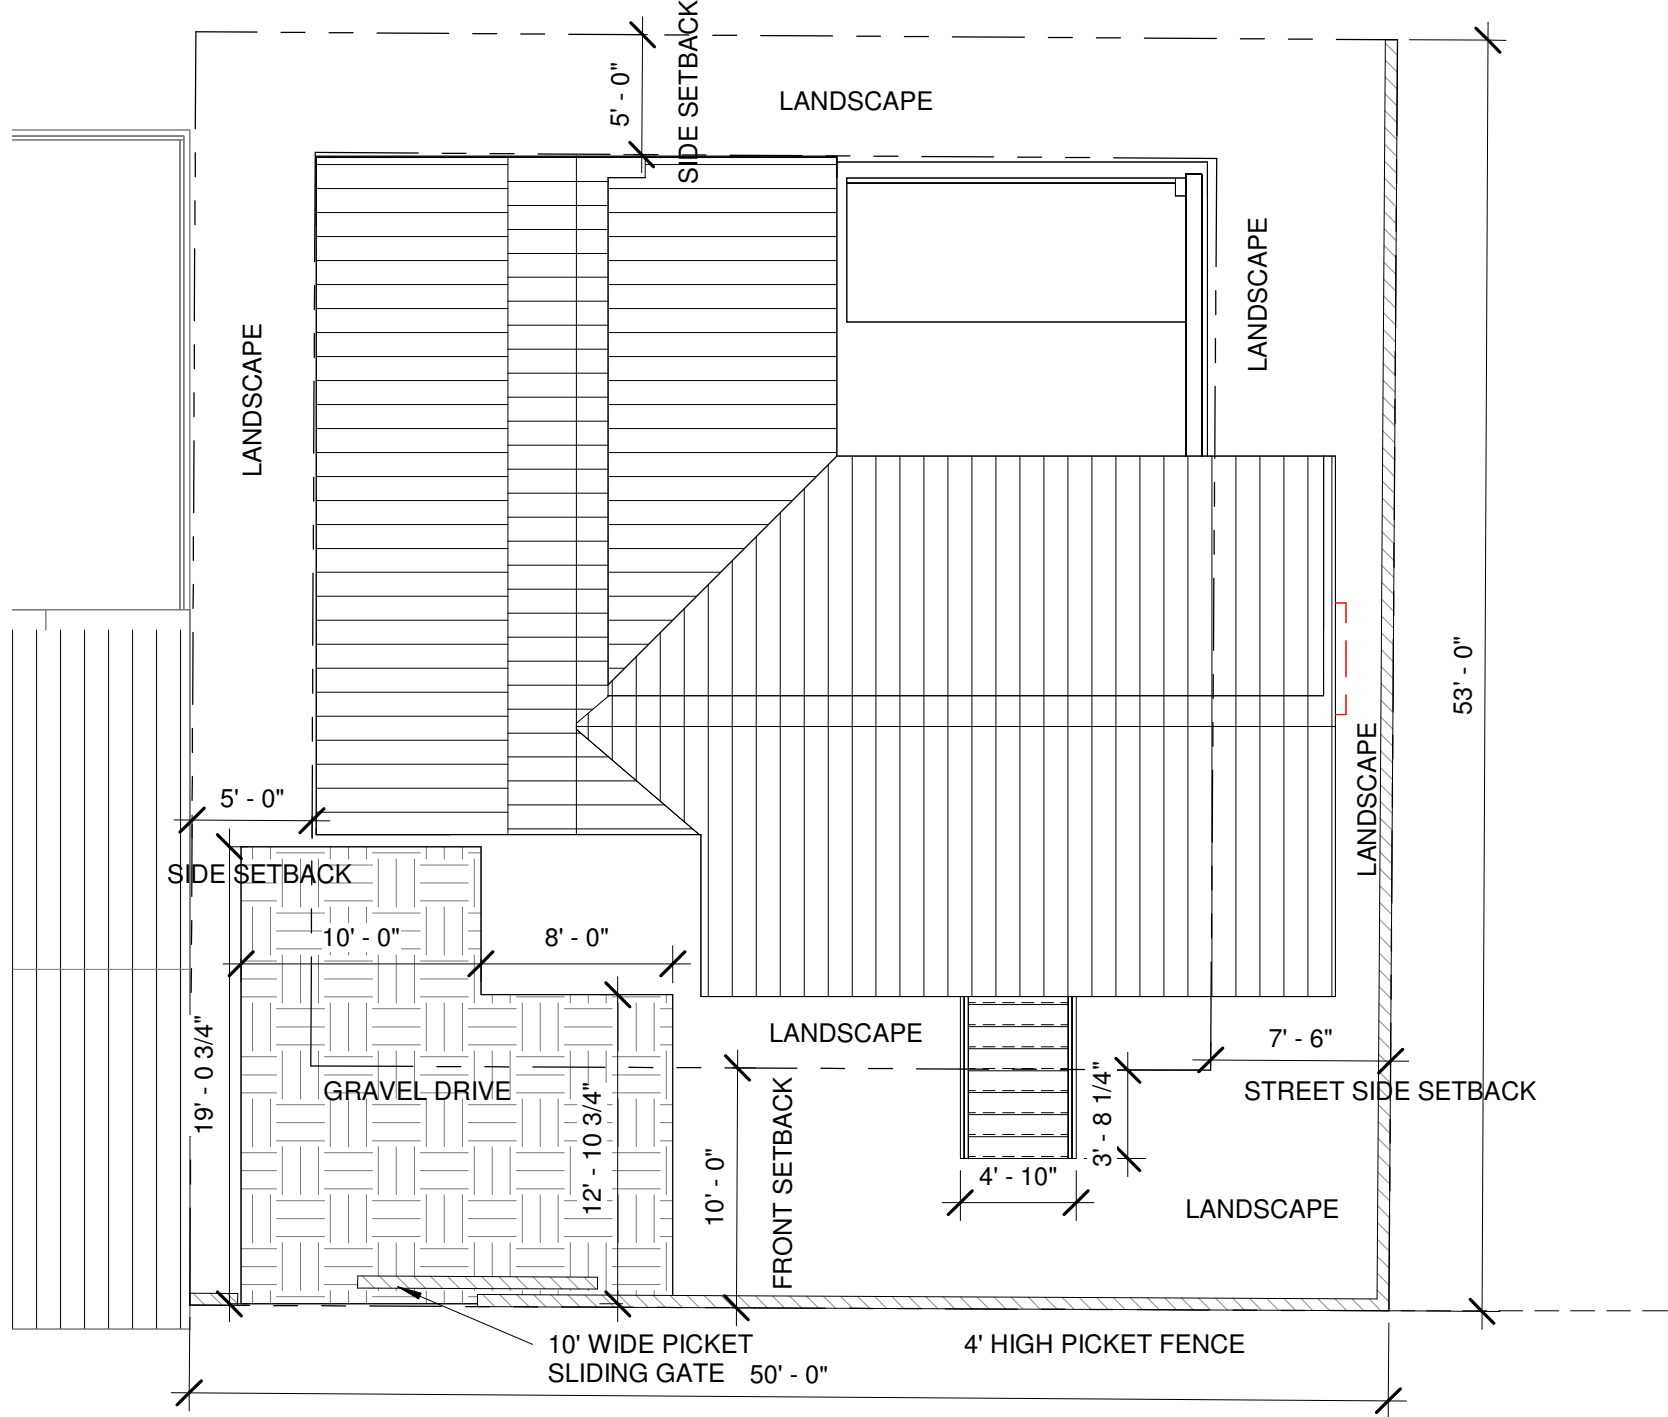 SIDE SETBACK
5' - 0"
LANDSCAPE
LANDSCAPE
LANDSCAPE
53' - 0"
LANDSCAPE
5' - 0"
SIDE SETBACK
10' - 0"
8' - 0"
19' - 0 3/4"
LANDSCAPE
7' - 6"
GRAVEL DRIVE
STREET SIDE SETBACK
12' - 10 3/4"
10' - 0"
FRONT SETBACK
3' - 8 1/4"
4' - 10"
LANDSCAPE
10' WIDE PICKET
SLIDING GATE
4' HIGH PICKET FENCE
50' - 0"